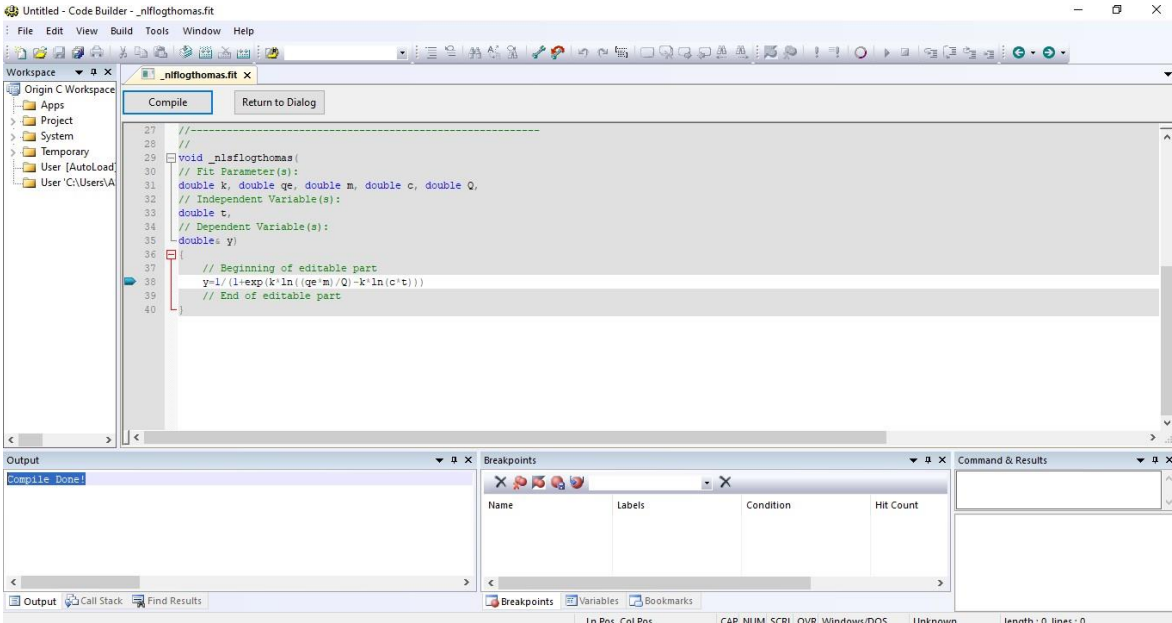 Untitled - Code Builder - _nlflogthomas.fit
File Edit View Build Tools Window Help
Workspace
_nlflogthomas.fit
Origin C Workspace
Apps
Project
System
Temporary
User [AutoLoad]
User 'C:\Users\A
Compile Return to Dialog
27 //----------------------------------------------------------
28 //
29 void _nlsflogthomas(
30 // Fit Parameter(s):
31 double k, double qe, double m, double c, double Q,
32 // Independent Variable(s):
33 double t,
34 // Dependent Variable(s):
35 double& y)
36 {
37 // Beginning of editable part
38 y=1/(1+exp(k*ln((qe*m)/Q)-k*ln(c*t)))
39 // End of editable part
40 }
Output
Compile Done!
Output Call Stack Find Results
Breakpoints
Name Labels Condition Hit Count
Breakpoints Variables Bookmarks
Command & Results
Ln Pos Col Pos CAP NUM SCRL OVR Windows/DOS Unknown length : 0 lines : 0